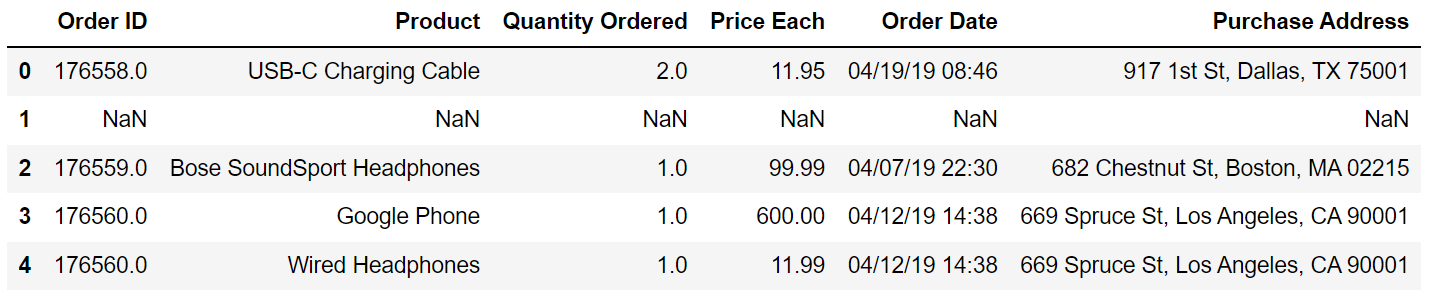 Order ID Product Quantity Ordered Price Each Order Date Purchase Address
0 176558.0 USB-C Charging Cable 2.0 11.95 04/19/19 08:46 917 1st St, Dallas, TX 75001
1 NaN NaN NaN NaN NaN NaN
2 176559.0 Bose SoundSport Headphones 1.0 99.99 04/07/19 22:30 682 Chestnut St, Boston, MA 02215
3 176560.0 Google Phone 1.0 600.00 04/12/19 14:38 669 Spruce St, Los Angeles, CA 90001
4 176560.0 Wired Headphones 1.0 11.99 04/12/19 14:38 669 Spruce St, Los Angeles, CA 90001